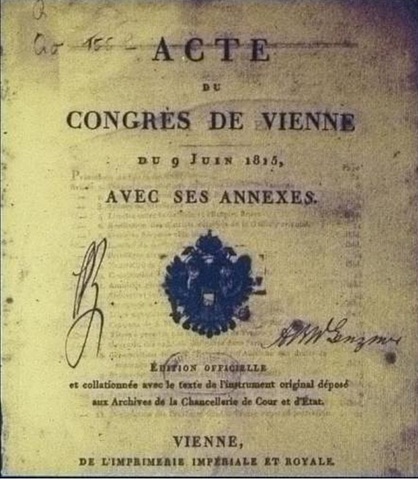 ACTE
DU
CONGRÈS DE VIENNE
DU 9 JUIN 1815,
AVEC SES ANNEXES.
ÉDITION OFFICIELLE
et collationnée avec le texte de l'instrument original déposé
aux Archives de la Chancellerie de Cour et d'État.
VIENNE,
DE L'IMPRIMERIE IMPÉRIALE ET ROYALE.